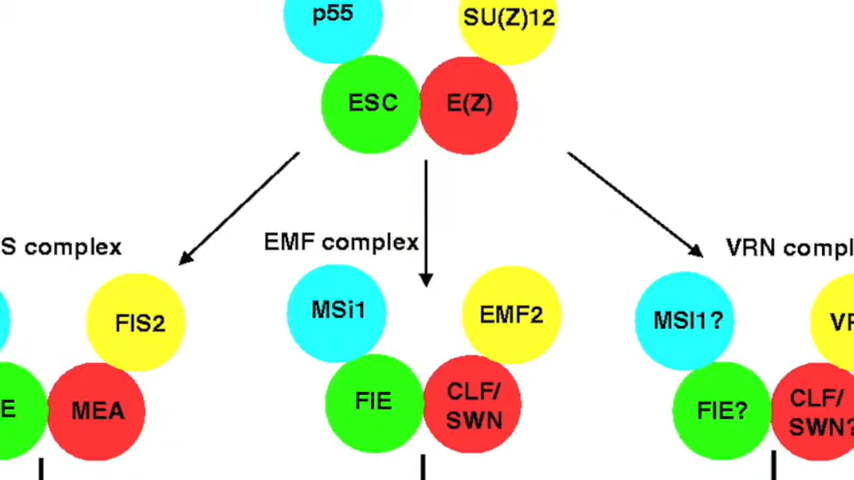 p55
SU(Z)12
ESC
E(Z)
S complex
EMF complex
VRN compl
FIS2
MSi1
EMF2
MSI1?
VR
E
MEA
FIE
CLF/
SWN
FIE?
CLF/
SWN?